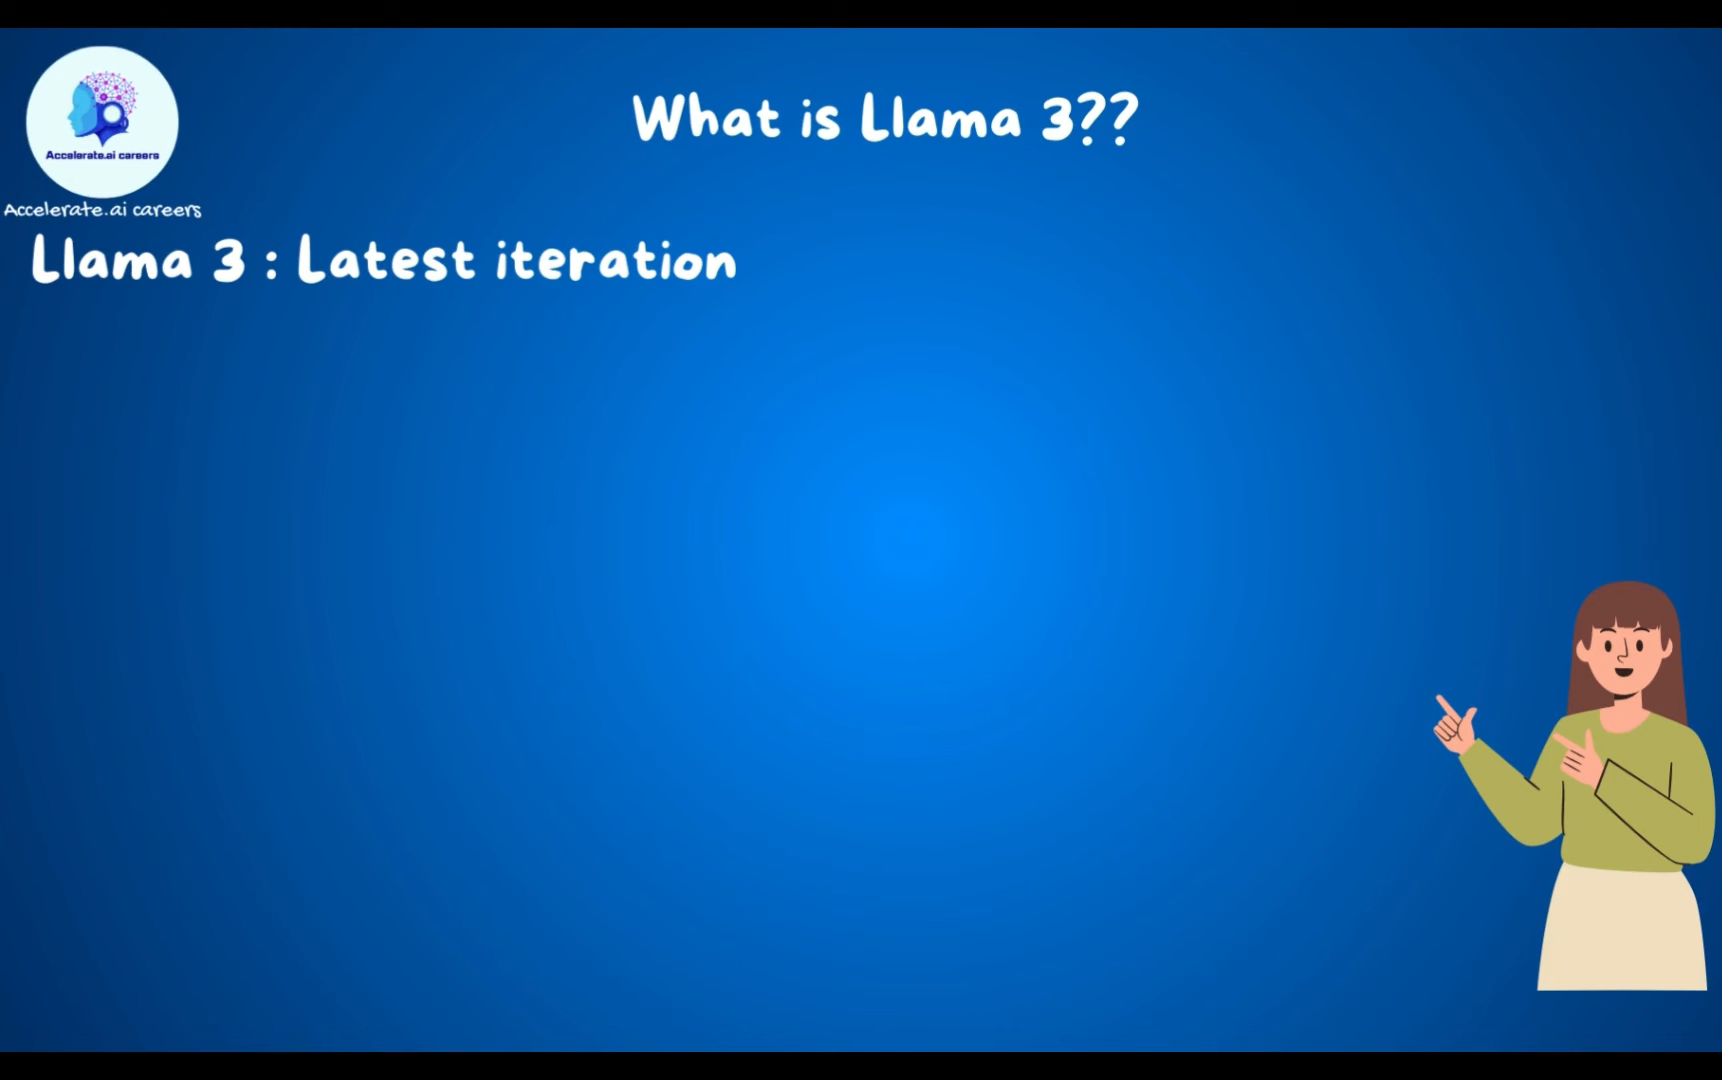 What is Llama 3??
Accelerate.ai careers
Accelerate.ai careers
Llama 3 : Latest iteration